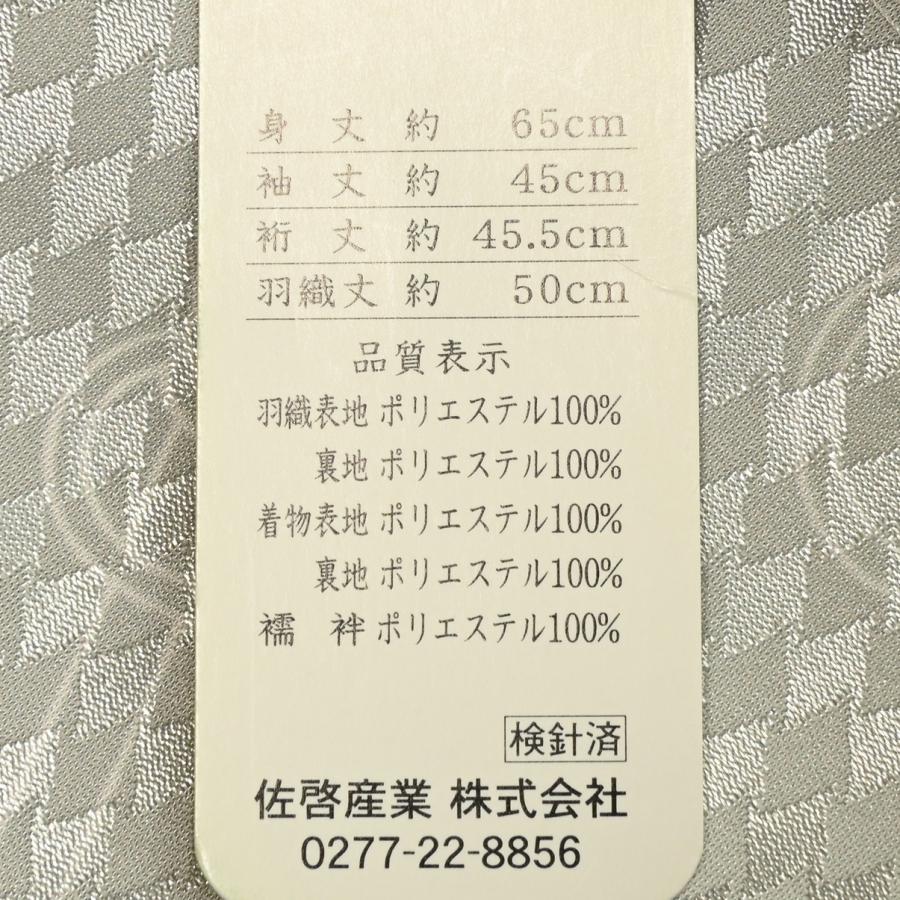 身丈約 65cm
袖丈約 45cm
裄丈約 45.5cm
羽織丈約 50cm
品質表示
羽織表地 ポリエステル100%
裏地 ポリエステル100%
着物表地 ポリエステル100%
裏地 ポリエステル100%
襦袢 ポリエステル100%
検針済
佐啓産業 株式会社
0277-22-8856